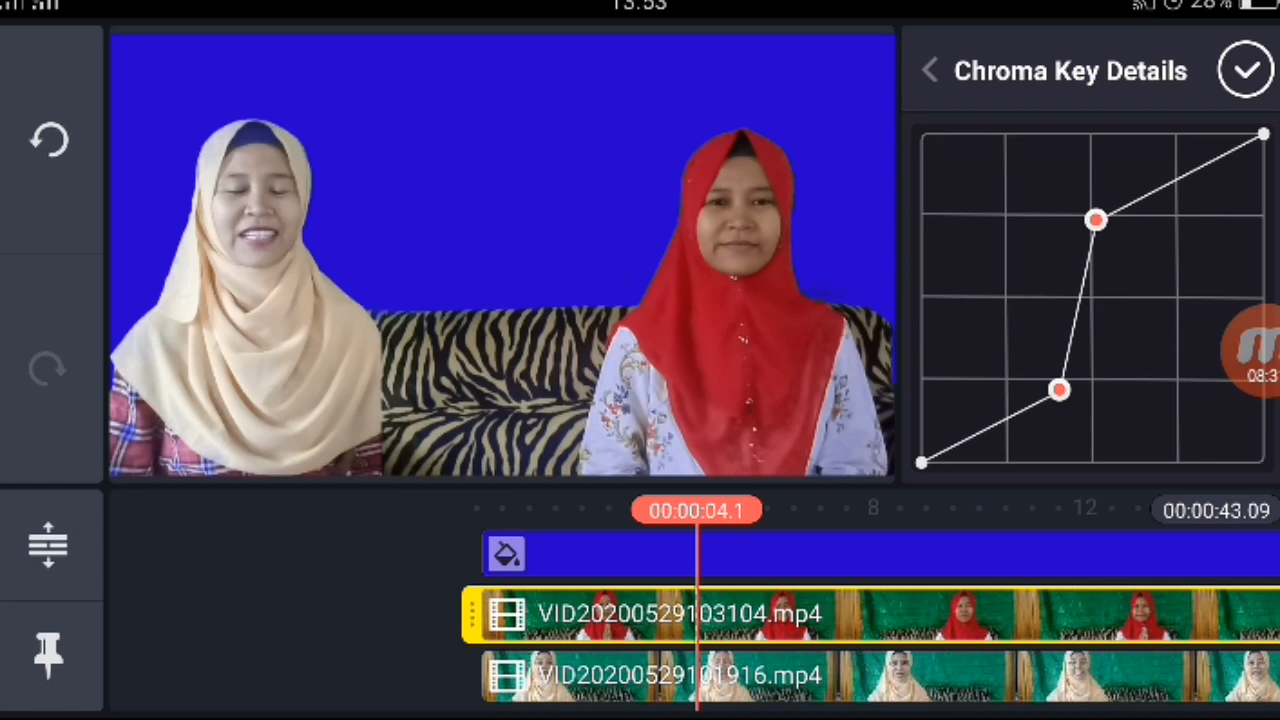 13:53
28%
Chroma Key Details
08:3
00:00:04.1
8
12
00:00:43.09
VID20200529103104.mp4
VID20200529101916.mp4